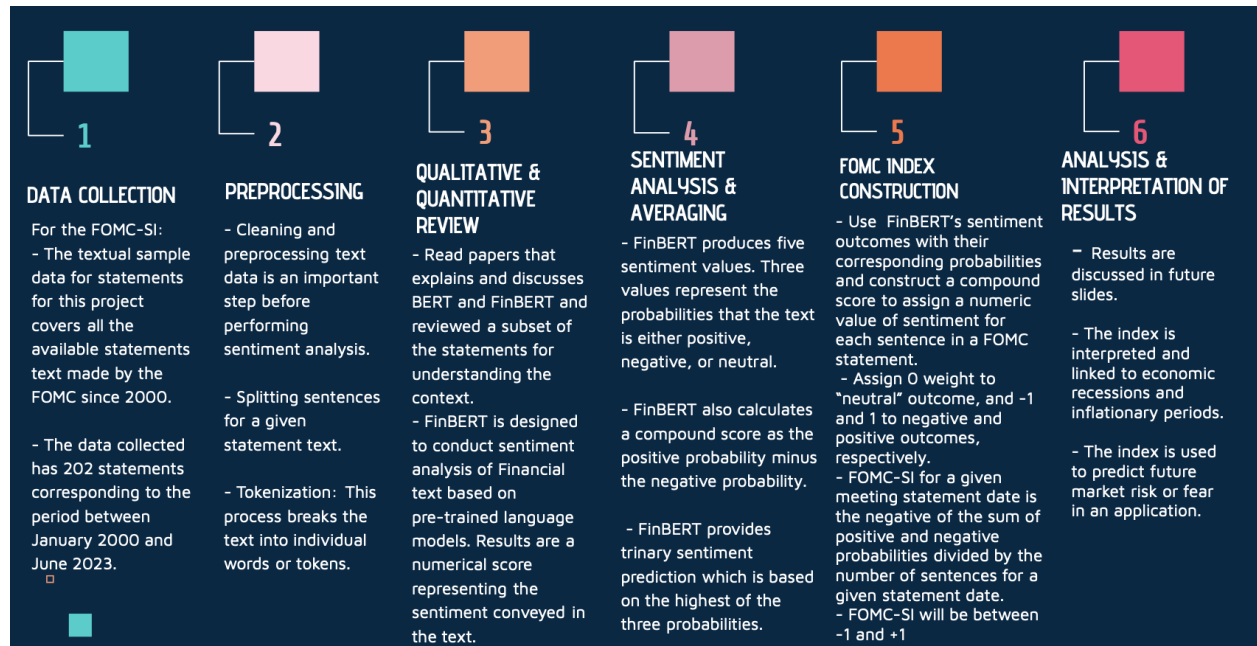 1
DATA COLLECTION
For the FOMC-SI:
- The textual sample
data for statements
for this project
covers all the
available statements
text made by the
FOMC since 2000.
- The data collected
has 202 statements
corresponding to the
period between
January 2000 and
June 2023.
2
PREPROCESSING
- Cleaning and
preprocessing text
data is an important
step before
performing
sentiment analysis.
- Splitting sentences
for a given
statement text.
- Tokenization: This
process breaks the
text into individual
words or tokens.
3
QUALITATIVE &
QUANTITATIVE
REVIEW
- Read papers that
explains and discusses
BERT and FinBERT and
reviewed a subset of
the statements for
understanding the
context.
- FinBERT is designed
to conduct sentiment
analysis of Financial
text based on
pre-trained language
models. Results are a
numerical score
representing the
sentiment conveyed in
the text.
4
SENTIMENT
ANALYSIS &
AVERAGING
- FinBERT produces five
sentiment values. Three
values represent the
probabilities that the text
is either positive,
negative, or neutral.
- FinBERT also calculates
a compound score as the
positive probability minus
the negative probability.
- FinBERT provides
trinary sentiment
prediction which is based
on the highest of the
three probabilities.
5
FOMC INDEX
CONSTRUCTION
- Use FinBERT's sentiment
outcomes with their
corresponding probabilities
and construct a compound
score to assign a numeric
value of sentiment for
each sentence in a FOMC
statement.
- Assign 0 weight to
"neutral" outcome, and -1
and 1 to negative and
positive outcomes,
respectively.
- FOMC-SI for a given
meeting statement date is
the negative of the sum of
positive and negative
probabilities divided by the
number of sentences for a
given statement date.
- FOMC-SI will be between
-1 and +1
6
ANALYSIS &
INTERPRETATION OF
RESULTS
- Results are
discussed in future
slides.
- The index is
interpreted and
linked to economic
recessions and
inflationary periods.
- The index is used
to predict future
market risk or fear
in an application.